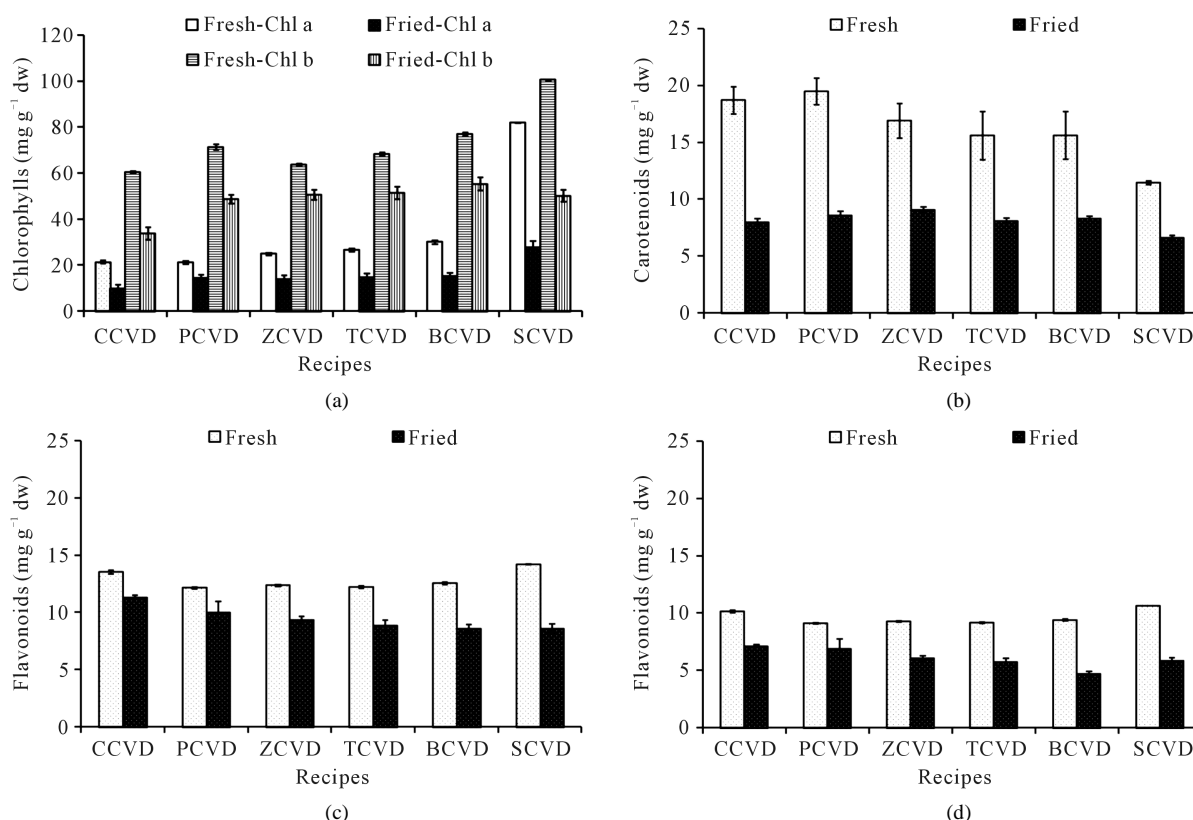 Fresh-Chl a Fried-Chl a
Fresh-Chl b Fried-Chl b
Chlorophylls (mg g⁻¹ dw)
120
100
80
60
40
20
0
CCVD PCVD ZCVD TCVD BCVD SCVD
Recipes
(a)
Fresh Fried
Carotenoids (mg g⁻¹ dw)
25
20
15
10
5
0
CCVD PCVD ZCVD TCVD BCVD SCVD
Recipes
(b)
Fresh Fried
Flavonoids (mg g⁻¹ dw)
25
20
15
10
5
0
CCVD PCVD ZCVD TCVD BCVD SCVD
Recipes
(c)
Fresh Fried
Flavonoids (mg g⁻¹ dw)
25
20
15
10
5
0
CCVD PCVD ZCVD TCVD BCVD SCVD
Recipes
(d)